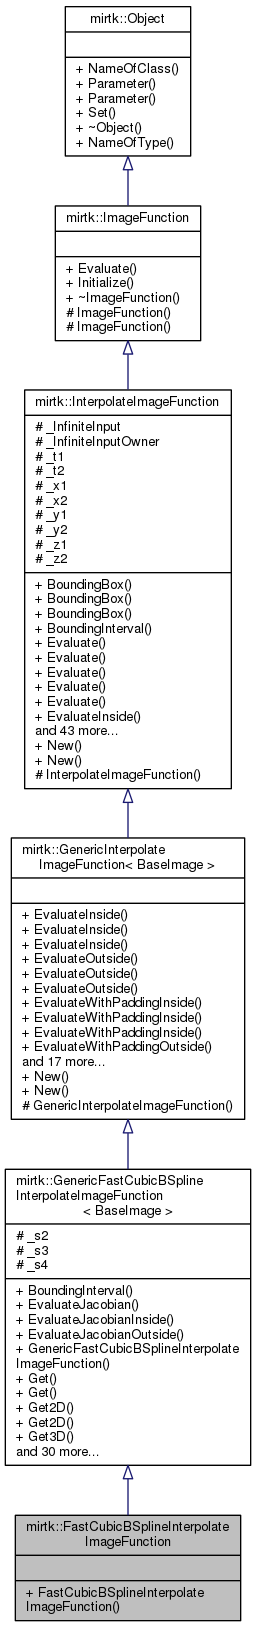 mirtk::Object
+ NameOfClass()
+ Parameter()
+ Parameter()
+ Set()
+ ~Object()
+ NameOfType()
mirtk::ImageFunction
+ Evaluate()
+ Initialize()
+ ~ImageFunction()
# ImageFunction()
# ImageFunction()
mirtk::InterpolateImageFunction
# _InfiniteInput
# _InfiniteInputOwner
# _t1
# _t2
# _x1
# _x2
# _y1
# _y2
# _z1
# _z2
+ BoundingBox()
+ BoundingBox()
+ BoundingBox()
+ BoundingInterval()
+ Evaluate()
+ Evaluate()
+ Evaluate()
+ Evaluate()
+ Evaluate()
+ EvaluateInside()
and 43 more...
+ New()
+ New()
# InterpolateImageFunction()
mirtk::GenericInterpolate
ImageFunction< BaseImage >
+ EvaluateInside()
+ EvaluateInside()
+ EvaluateInside()
+ EvaluateOutside()
+ EvaluateOutside()
+ EvaluateOutside()
+ EvaluateWithPaddingInside()
+ EvaluateWithPaddingInside()
+ EvaluateWithPaddingInside()
+ EvaluateWithPaddingOutside()
and 17 more...
+ New()
+ New()
# GenericInterpolateImageFunction()
mirtk::GenericFastCubicBSpline
InterpolateImageFunction
< BaseImage >
# _s2
# _s3
# _s4
+ BoundingInterval()
+ EvaluateJacobian()
+ EvaluateJacobianInside()
+ EvaluateJacobianOutside()
+ GenericFastCubicBSplineInterpolate
ImageFunction()
+ Get()
+ Get()
+ Get2D()
+ Get2D()
+ Get3D()
and 30 more...
mirtk::FastCubicBSplineInterpolate
ImageFunction
+ FastCubicBSplineInterpolate
ImageFunction()